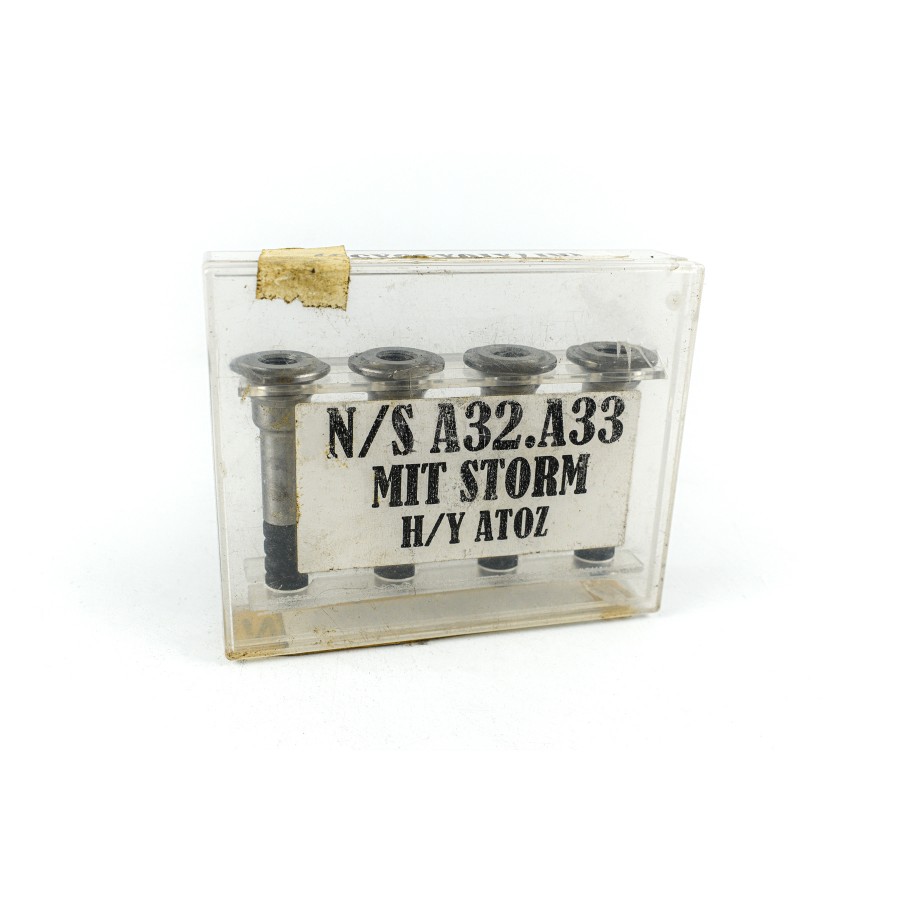 N/S A32.A33
MIT STORM
H/Y ATOZ